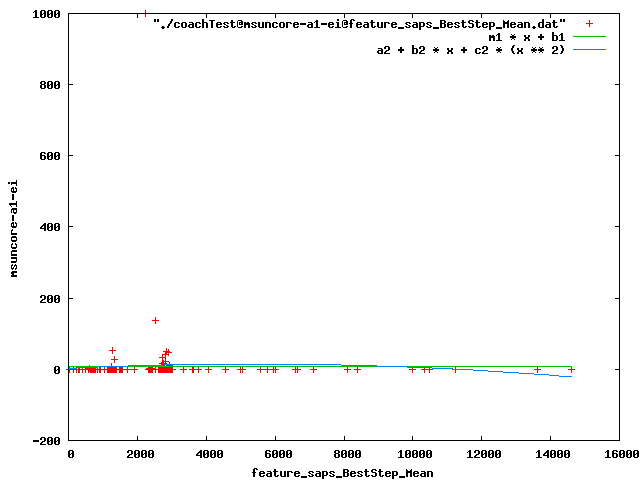 "./coachTest@msuncore-a1-ei@feature_saps_BestStep_Mean.dat"
m1 * x + b1
a2 + b2 * x + c2 * (x ** 2)
1000
800
600
400
200
0
-200
msuncore-a1-ei
0 2000 4000 6000 8000 10000 12000 14000 16000
feature_saps_BestStep_Mean